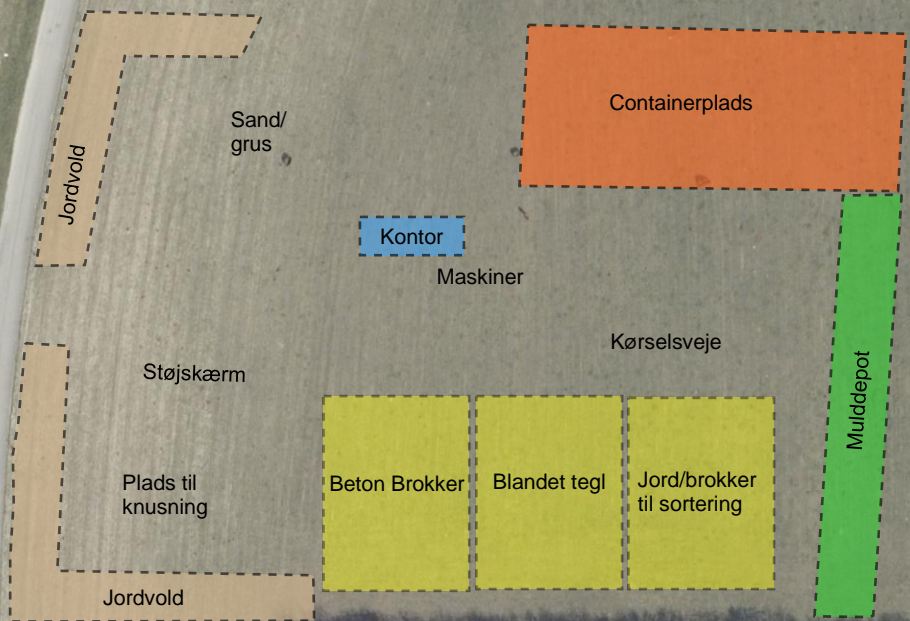 Containerplads
Sand/
grus
Jordvold
Kontor
Maskiner
Kørselsveje
Støjskærm
Mulddepot
Plads til
knusning
Beton Brokker
Blandet tegl
Jord/brokker
til sortering
Jordvold